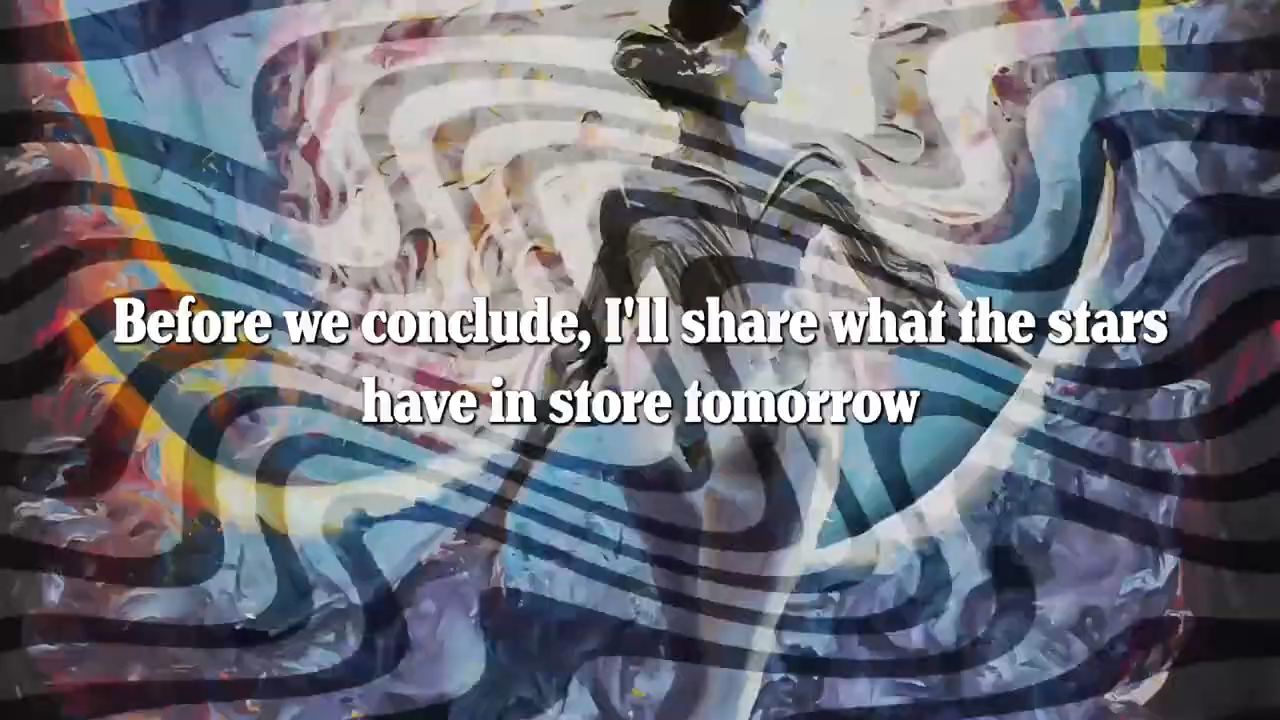 Before we conclude, I'll share what the stars
have in store tomorrow